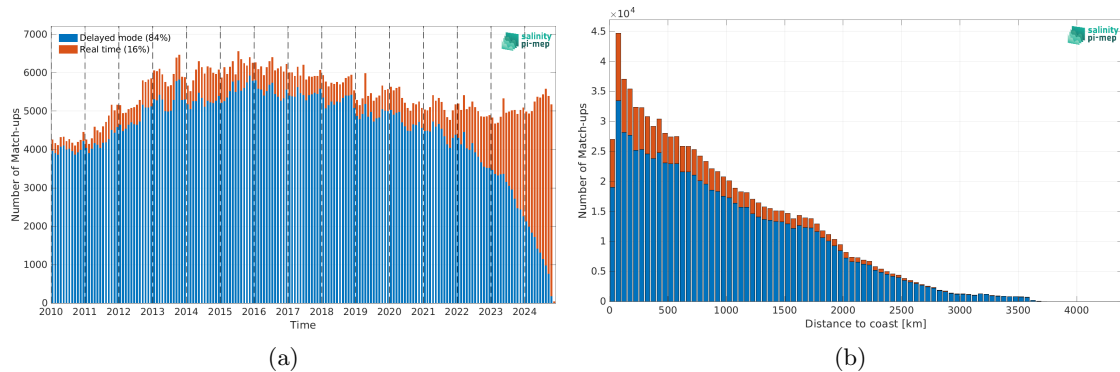 Delayed mode (84%)
Real time (16%)
salinity
pi-mep
Number of Match-ups
7000
6000
5000
4000
3000
2000
1000
0
2010 2011 2012 2013 2014 2015 2016 2017 2018 2019 2020 2021 2022 2023 2024
Time
(a)
×10⁴
salinity
pi-mep
Number of Match-ups
4.5
4
3.5
3
2.5
2
1.5
1
0.5
0
0 500 1000 1500 2000 2500 3000 3500 4000
Distance to coast [km]
(b)